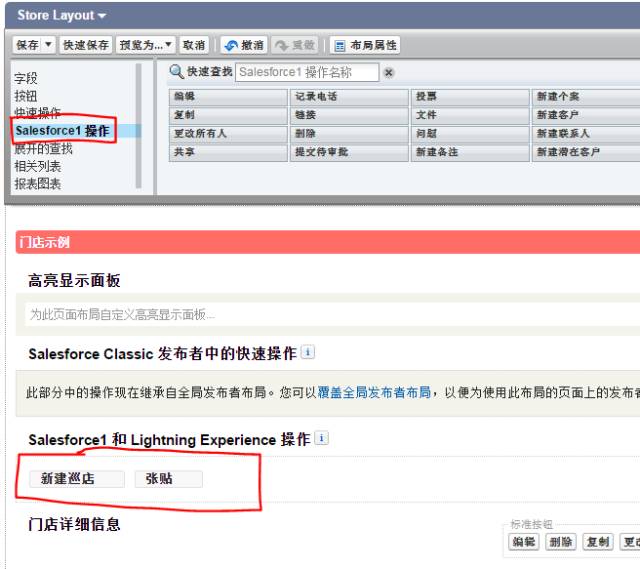 Store Layout
保存 快速保存 预览为... 取消 撤消 重做 布局属性
字段
按钮
快速操作
Salesforce1 操作
展开的查找
相关列表
报表图表
快速查找 Salesforce1 操作名称
编辑 记录电话 投票 新建个案
复制 链接 文件 新建客户
更改所有人 删除 问题 新建联系人
共享 提交待审批 新建备注 新建潜在客户
门店示例
高亮显示面板
为此页面布局自定义高亮显示面板...
Salesforce Classic 发布者中的快速操作
此部分中的操作现在继承自全局发布者布局。您可以覆盖全局发布者布局，以便为使用此布局的页面上的发布者
Salesforce1 和 Lightning Experience 操作
新建巡店 张贴
门店详细信息
标准按钮
编辑 删除 复制 更改